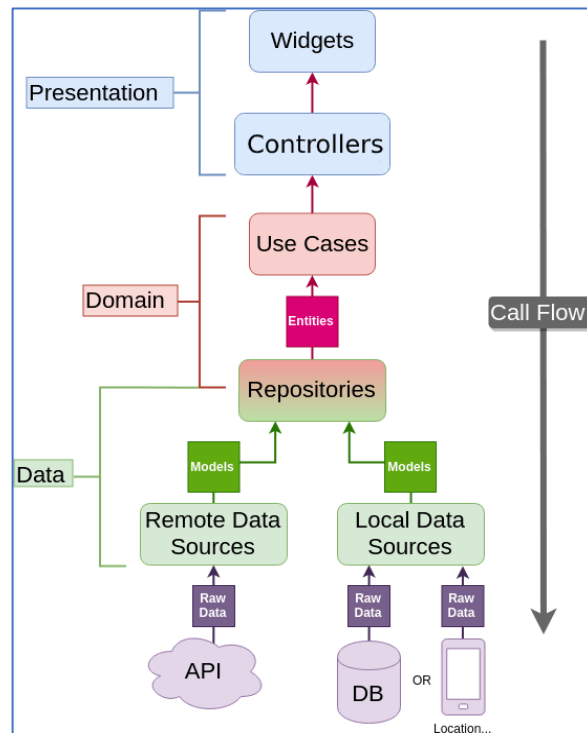 Widgets
Presentation
Controllers
Use Cases
Domain
Entities
Call Flow
Repositories
Models
Models
Data
Remote Data
Sources
Local Data
Sources
Raw
Data
Raw
Data
Raw
Data
API
DB
OR
Location...